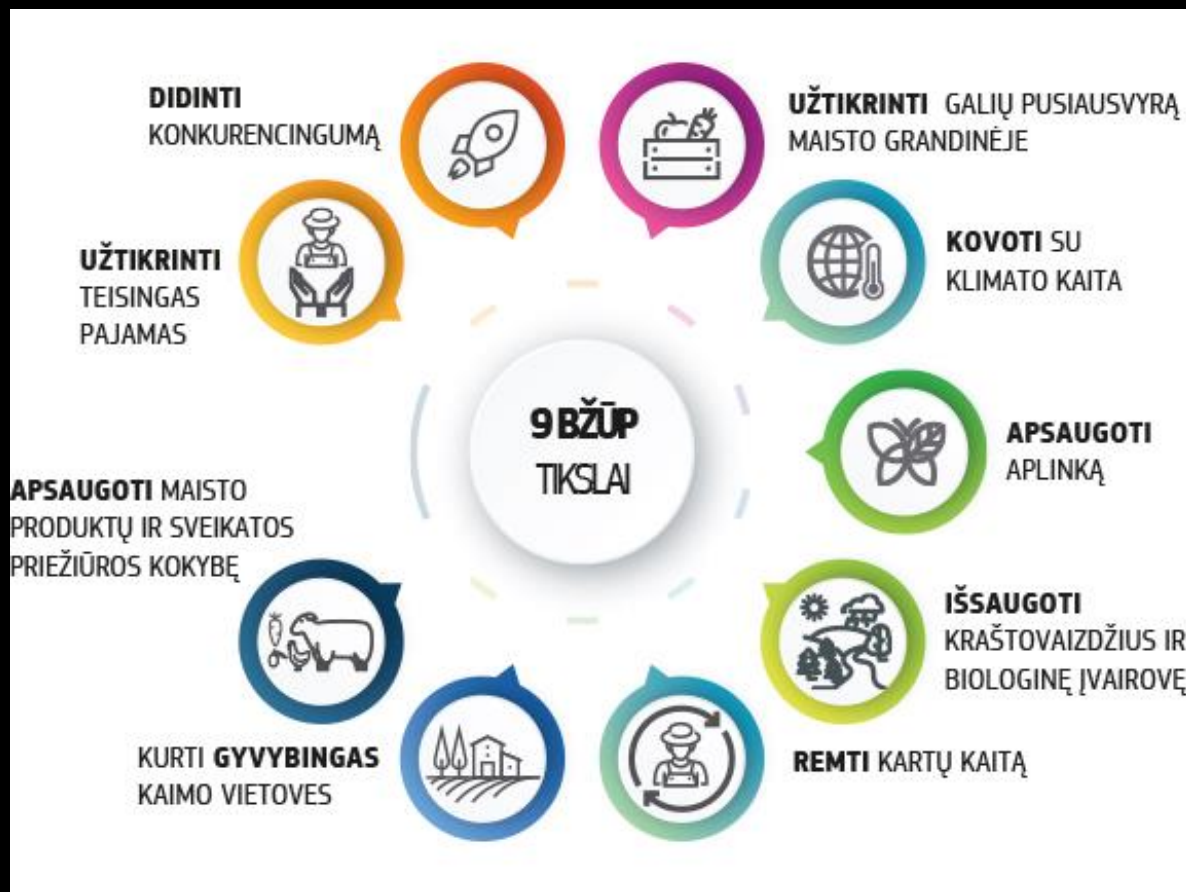 DIDINTI
KONKURENCINGUMĄ
UŽTIKRINTI GALIŲ PUSIAUSVYRĄ
MAISTO GRANDINĖJE
UŽTIKRINTI
TEISINGAS
PAJAMAS
KOVOTI SU
KLIMATO KAITA
9 BŽŪP
TIKSLAI
APSAUGOTI
APLINKĄ
APSAUGOTI MAISTO
PRODUKTŲ IR SVEIKATOS
PRIEŽIŪROS KOKYBĘ
IŠSAUGOTI
KRAŠTOVAIZDŽIUS IR
BIOLOGINĘ ĮVAIROVĘ
KURTI GYVYBINGAS
KAIMO VIETOVES
REMTI KARTŲ KAITĄ